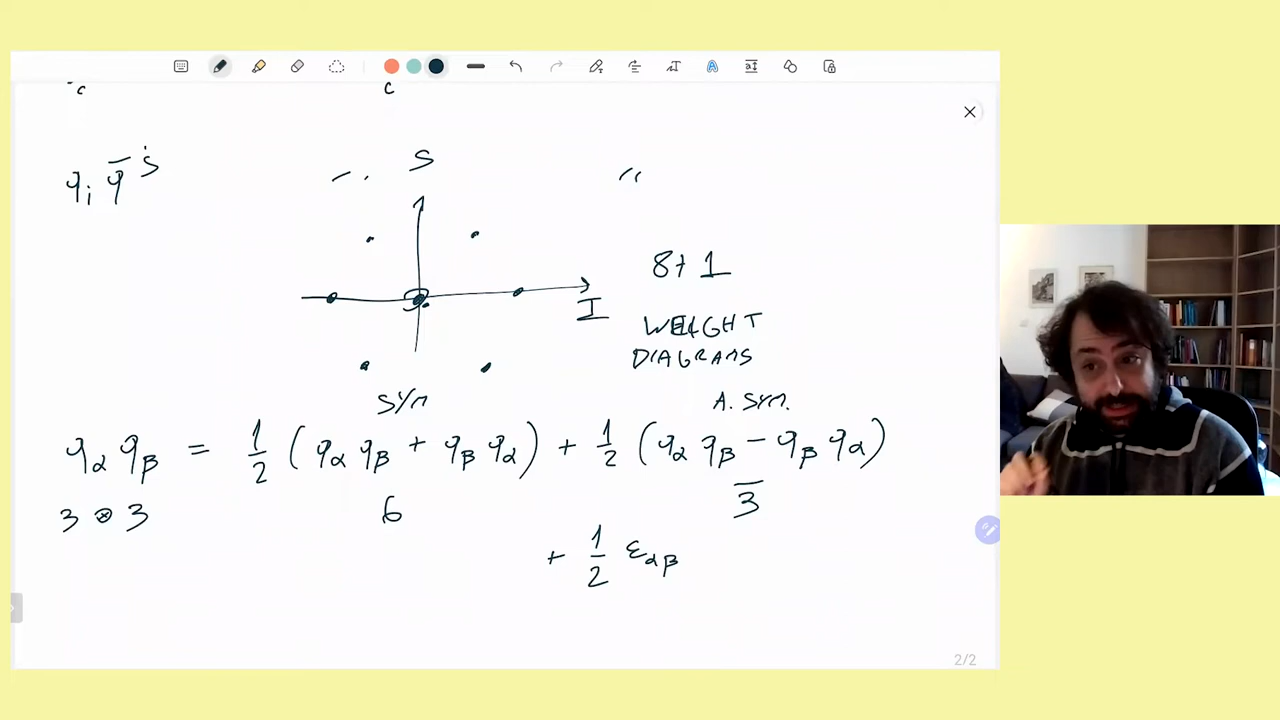 c c
q_i q̄^j
S
8+1
I
WEIGHT
DIAGRAMS
SYM A. SYM.
q_α q_β = 1/2 (q_α q_β + q_β q_α) + 1/2 (q_α q_β − q_β q_α)
3 ⊗ 3 6 3̄
+ 1/2 ε_αβ
2/2